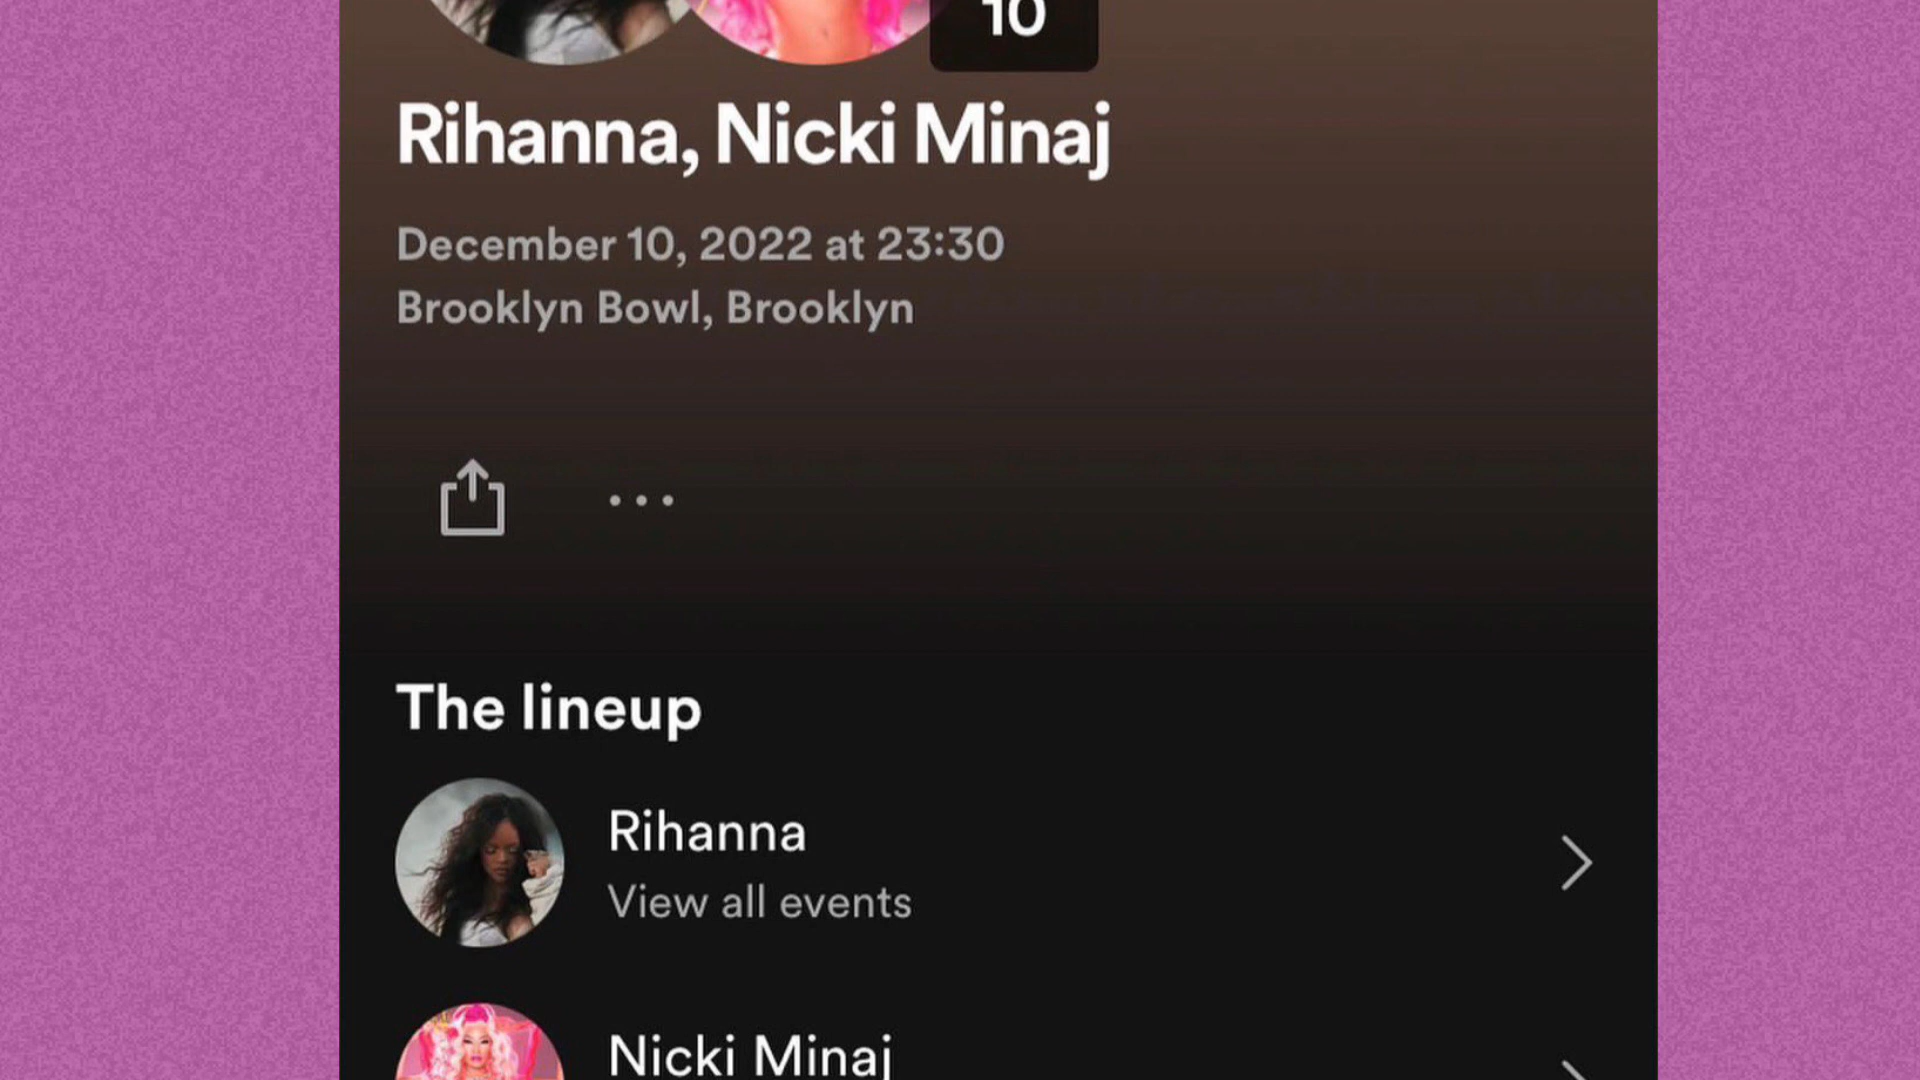 10
Rihanna, Nicki Minaj
December 10, 2022 at 23:30
Brooklyn Bowl, Brooklyn
The lineup
Rihanna
View all events
Nicki Minaj